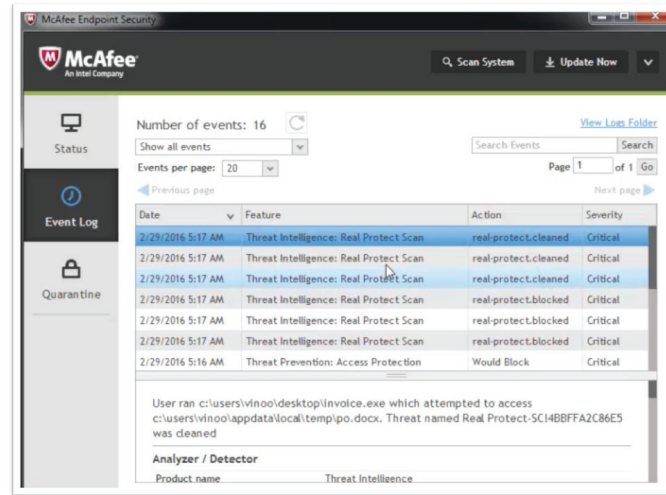 McAfee Endpoint Security
McAfee
An Intel Company
Scan System
Update Now
Status
Event Log
Quarantine
Number of events: 16
View Logs Folder
Show all events
Search Events
Search
Events per page: 20
Page 1 of 1 Go
Previous page
Next page
Date Feature Action Severity
2/29/2016 5:17 AM Threat Intelligence: Real Protect Scan real-protect.cleaned Critical
2/29/2016 5:17 AM Threat Intelligence: Real Protect Scan real-protect.cleaned Critical
2/29/2016 5:17 AM Threat Intelligence: Real Protect Scan real-protect.cleaned Critical
2/29/2016 5:17 AM Threat Intelligence: Real Protect Scan real-protect.blocked Critical
2/29/2016 5:17 AM Threat Intelligence: Real Protect Scan real-protect.blocked Critical
2/29/2016 5:17 AM Threat Intelligence: Real Protect Scan real-protect.blocked Critical
2/29/2016 5:16 AM Threat Prevention: Access Protection Would Block Critical
User ran c:\users\vinoo\desktop\invoice.exe which attempted to access
c:\users\vinoo\appdata\local\temp\po.docx. Threat named Real Protect-SCI4BBFFA2C86E5
was cleaned
Analyzer / Detector
Product name Threat Intelligence